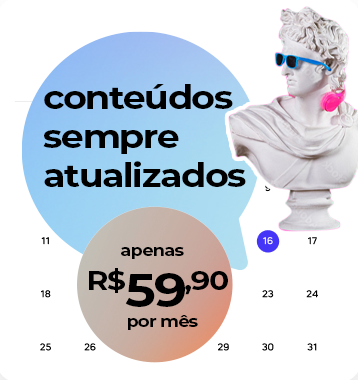 conteúdos
sempre
atualizados
11 16 17
apenas
R$59,90
por mês
18 23 24
25 26 29 30 31